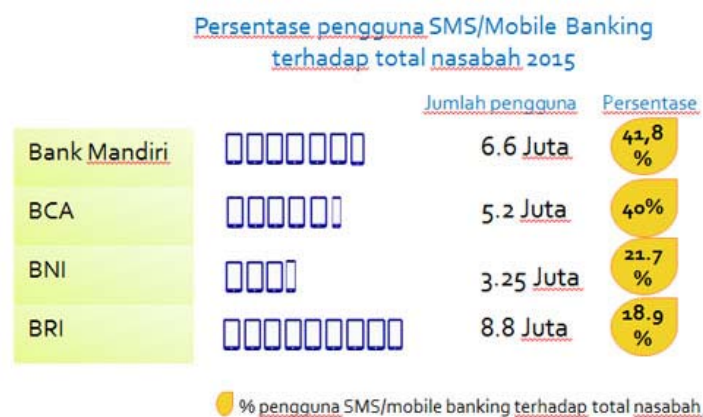 Persentase pengguna SMS/Mobile Banking
terhadap total nasabah 2015
Jumlah pengguna Persentase
Bank Mandiri 6.6 Juta 41,8 %
BCA 5.2 Juta 40%
BNI 3.25 Juta 21.7 %
BRI 8.8 Juta 18.9 %
% pengguna SMS/mobile banking terhadap total nasabah